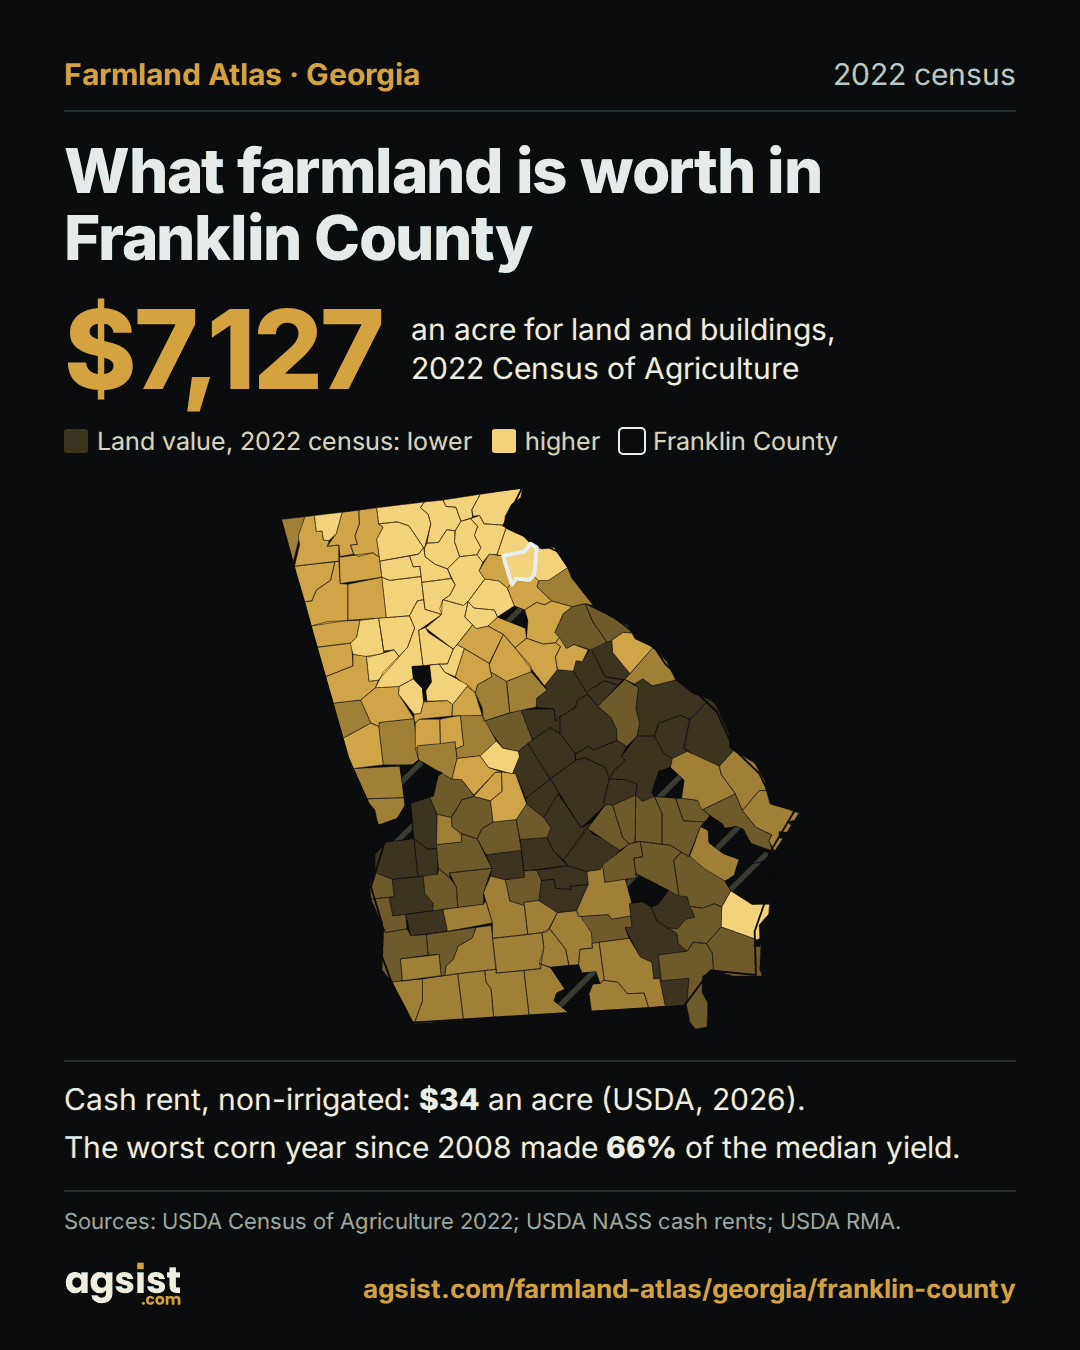 Farmland Atlas · Georgia
2022 census
What farmland is worth in
Franklin County
$7,127
an acre for land and buildings,
2022 Census of Agriculture
Land value, 2022 census: lower
higher
Franklin County
Cash rent, non-irrigated: $34 an acre (USDA, 2026).
The worst corn year since 2008 made 66% of the median yield.
Sources: USDA Census of Agriculture 2022; USDA NASS cash rents; USDA RMA.
agsist
.com
agsist.com/farmland-atlas/georgia/franklin-county